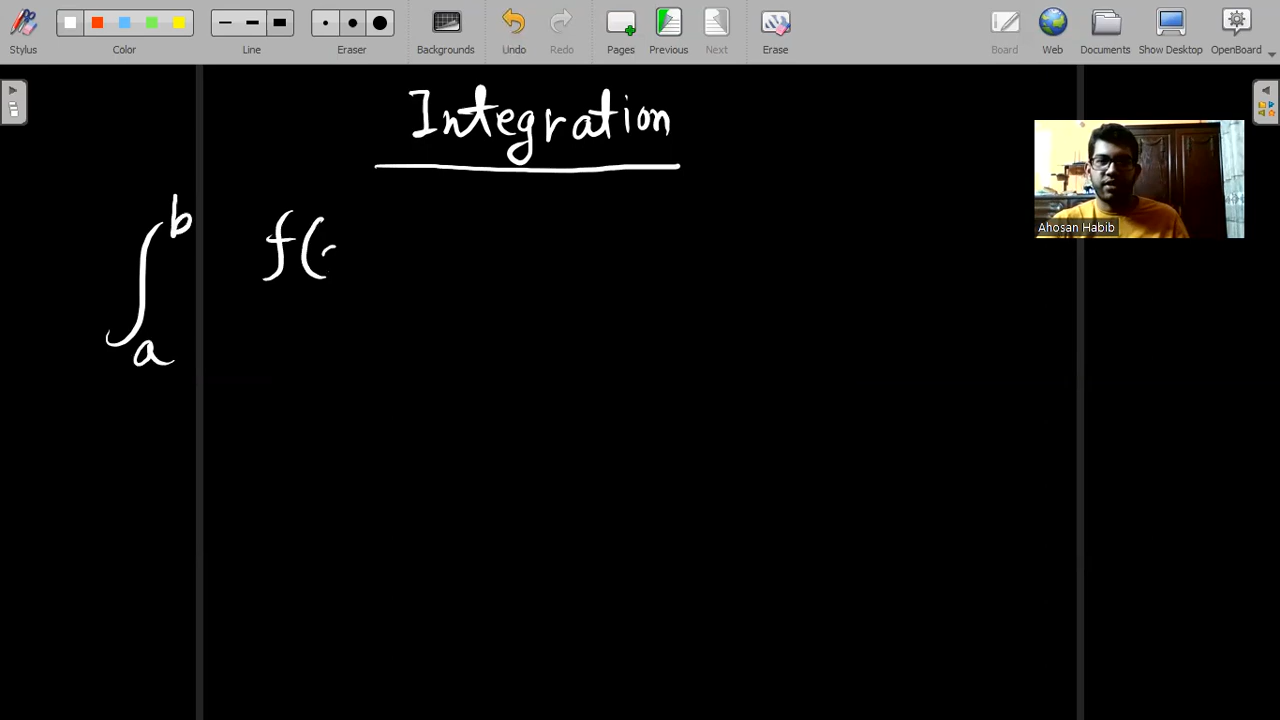 Stylus Color Line Eraser Backgrounds Undo Redo Pages Previous Next Erase Board Web Documents Show Desktop OpenBoard
Integration
Ahosan Habib
∫_a^b f(